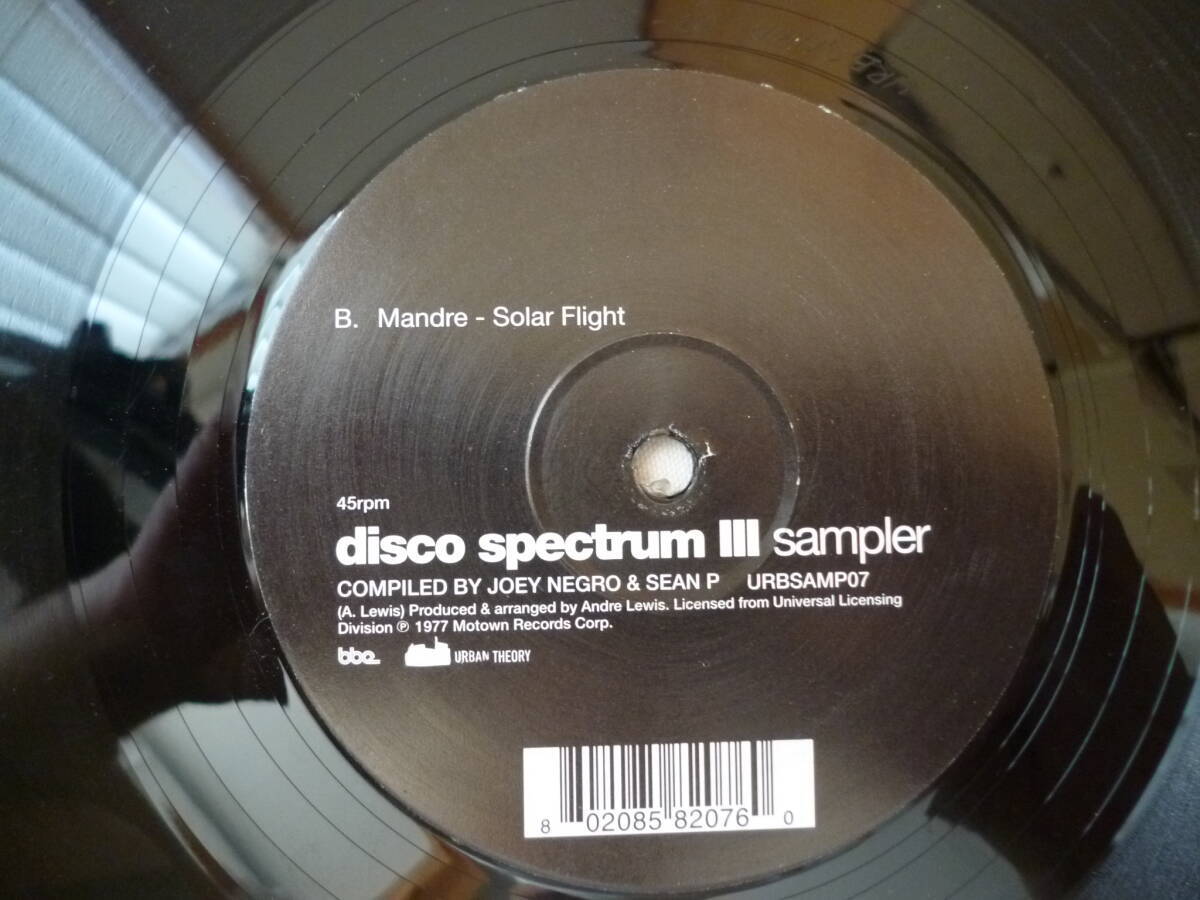 B. Mandre - Solar Flight
45rpm
disco spectrum III sampler
COMPILED BY JOEY NEGRO & SEAN P URBSAMP07
(A. Lewis) Produced & arranged by Andre Lewis. Licensed from Universal Licensing
Division ℗ 1977 Motown Records Corp.
bbe URBAN THEORY
8 02085 82076 0